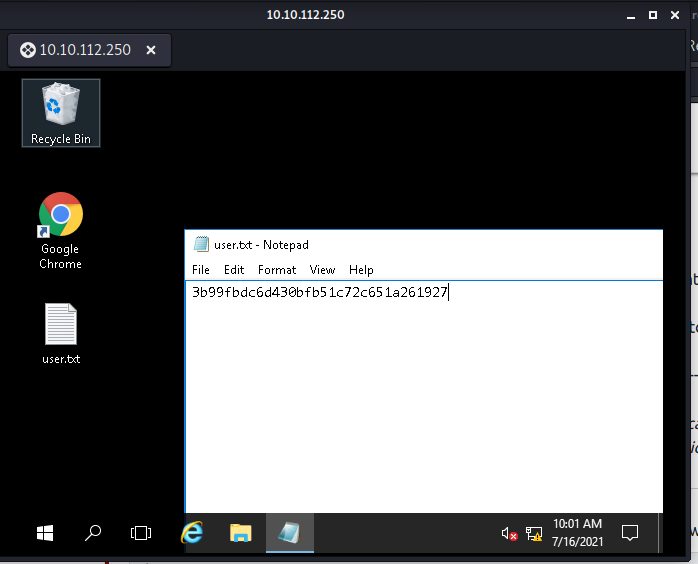 10.10.112.250
10.10.112.250
Recycle Bin
Google
Chrome
user.txt
user.txt - Notepad
File Edit Format View Help
3b99fbdc6d430bfb51c72c651a261927
10:01 AM
7/16/2021